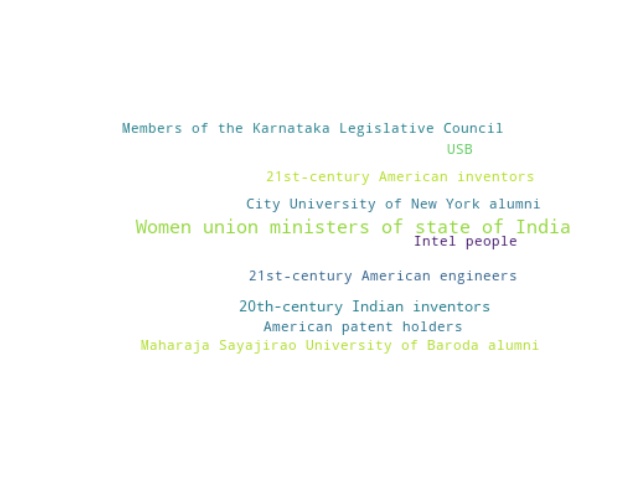 Members of the Karnataka Legislative Council
USB
21st-century American inventors
City University of New York alumni
Women union ministers of state of India
Intel people
21st-century American engineers
20th-century Indian inventors
American patent holders
Maharaja Sayajirao University of Baroda alumni